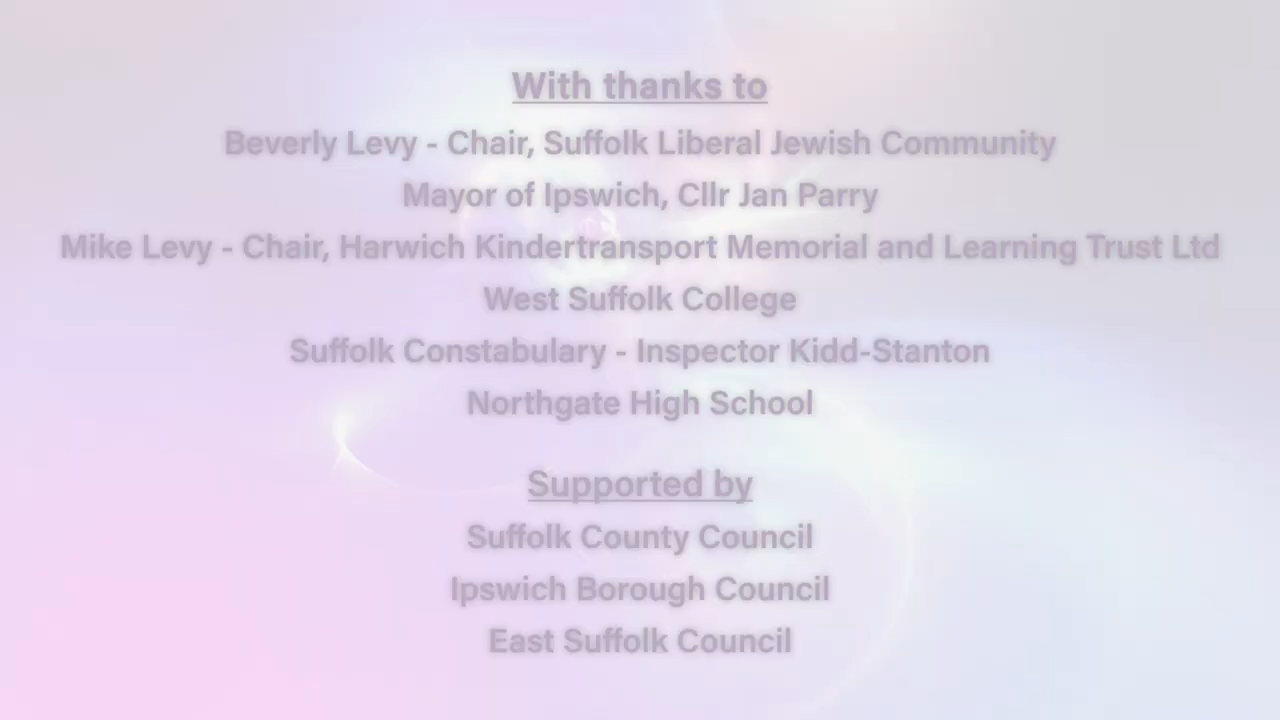 With thanks to
Beverly Levy - Chair, Suffolk Liberal Jewish Community
Mayor of Ipswich, Cllr Jan Parry
Mike Levy - Chair, Harwich Kindertransport Memorial and Learning Trust Ltd
West Suffolk College
Suffolk Constabulary - Inspector Kidd-Stanton
Northgate High School
Supported by
Suffolk County Council
Ipswich Borough Council
East Suffolk Council